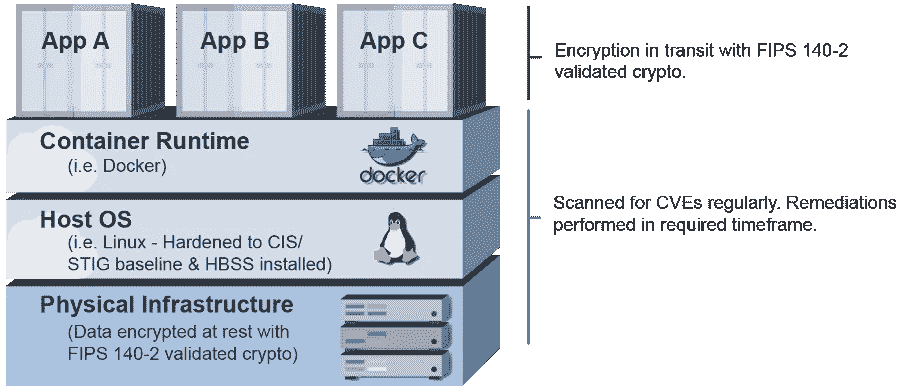 App A
App B
App C
Encryption in transit with FIPS 140-2
validated crypto.
Container Runtime
(i.e. Docker)
docker
Scanned for CVEs regularly. Remediations
performed in required timeframe.
Host OS
(i.e. Linux - Hardened to CIS/
STIG baseline & HBSS installed)
Physical Infrastructure
(Data encrypted at rest with
FIPS 140-2 validated crypto)